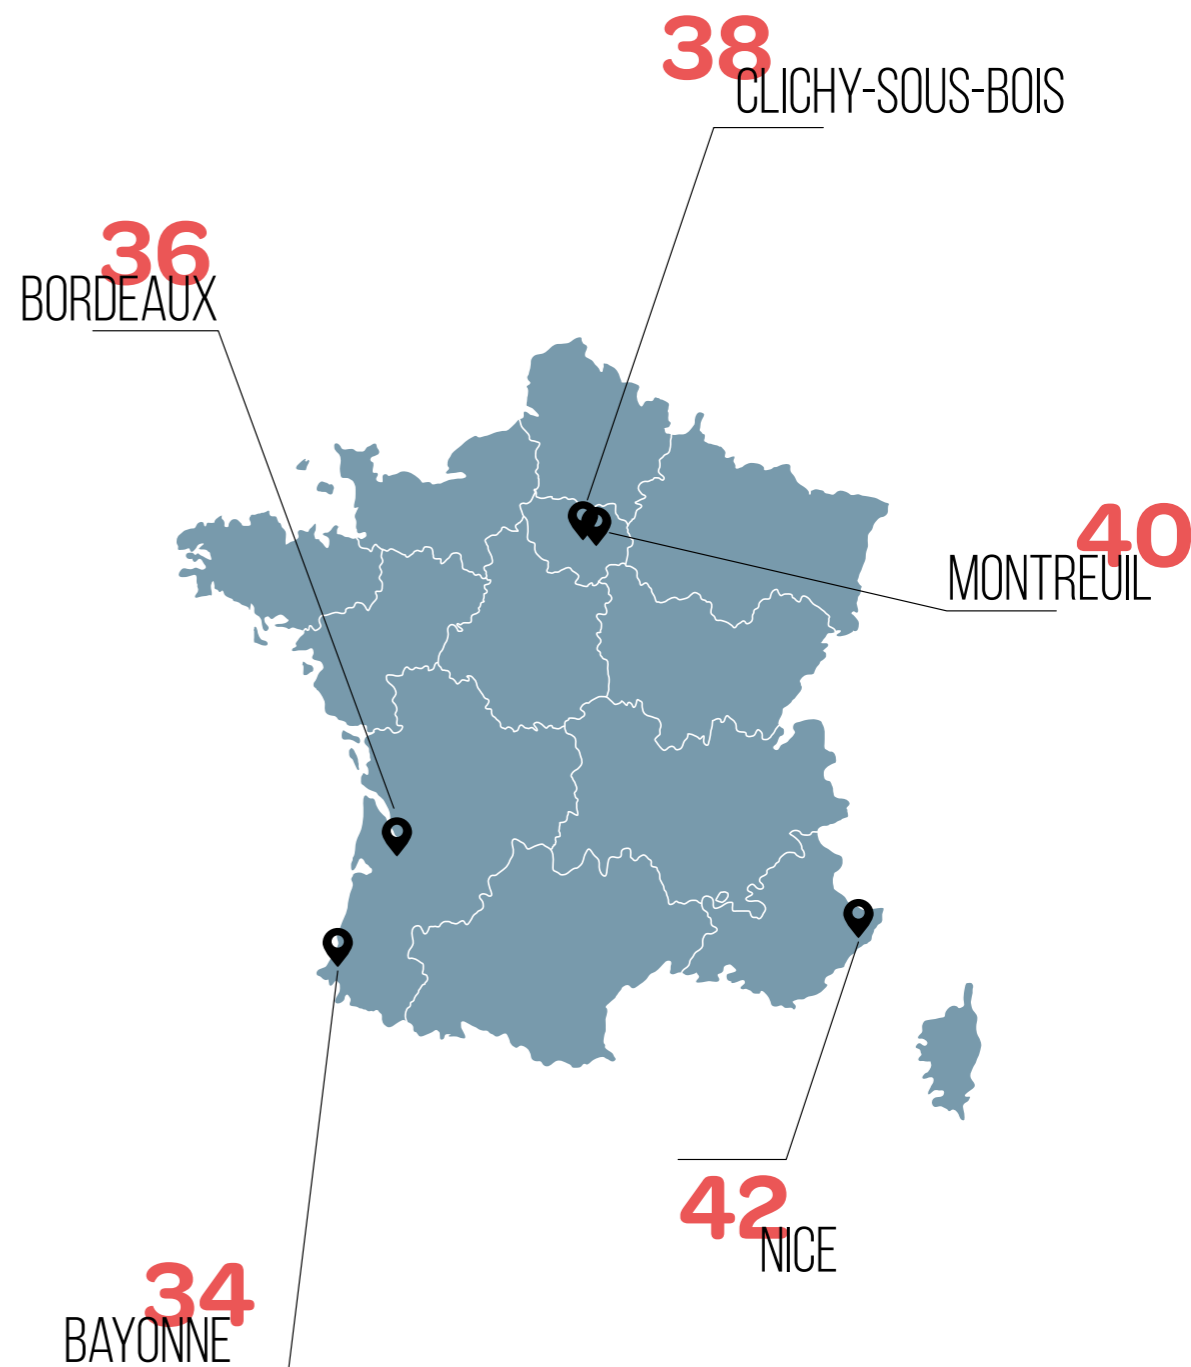 38
CLICHY-SOUS-BOIS
36
BORDEAUX
40
MONTREUIL
42
NICE
34
BAYONNE